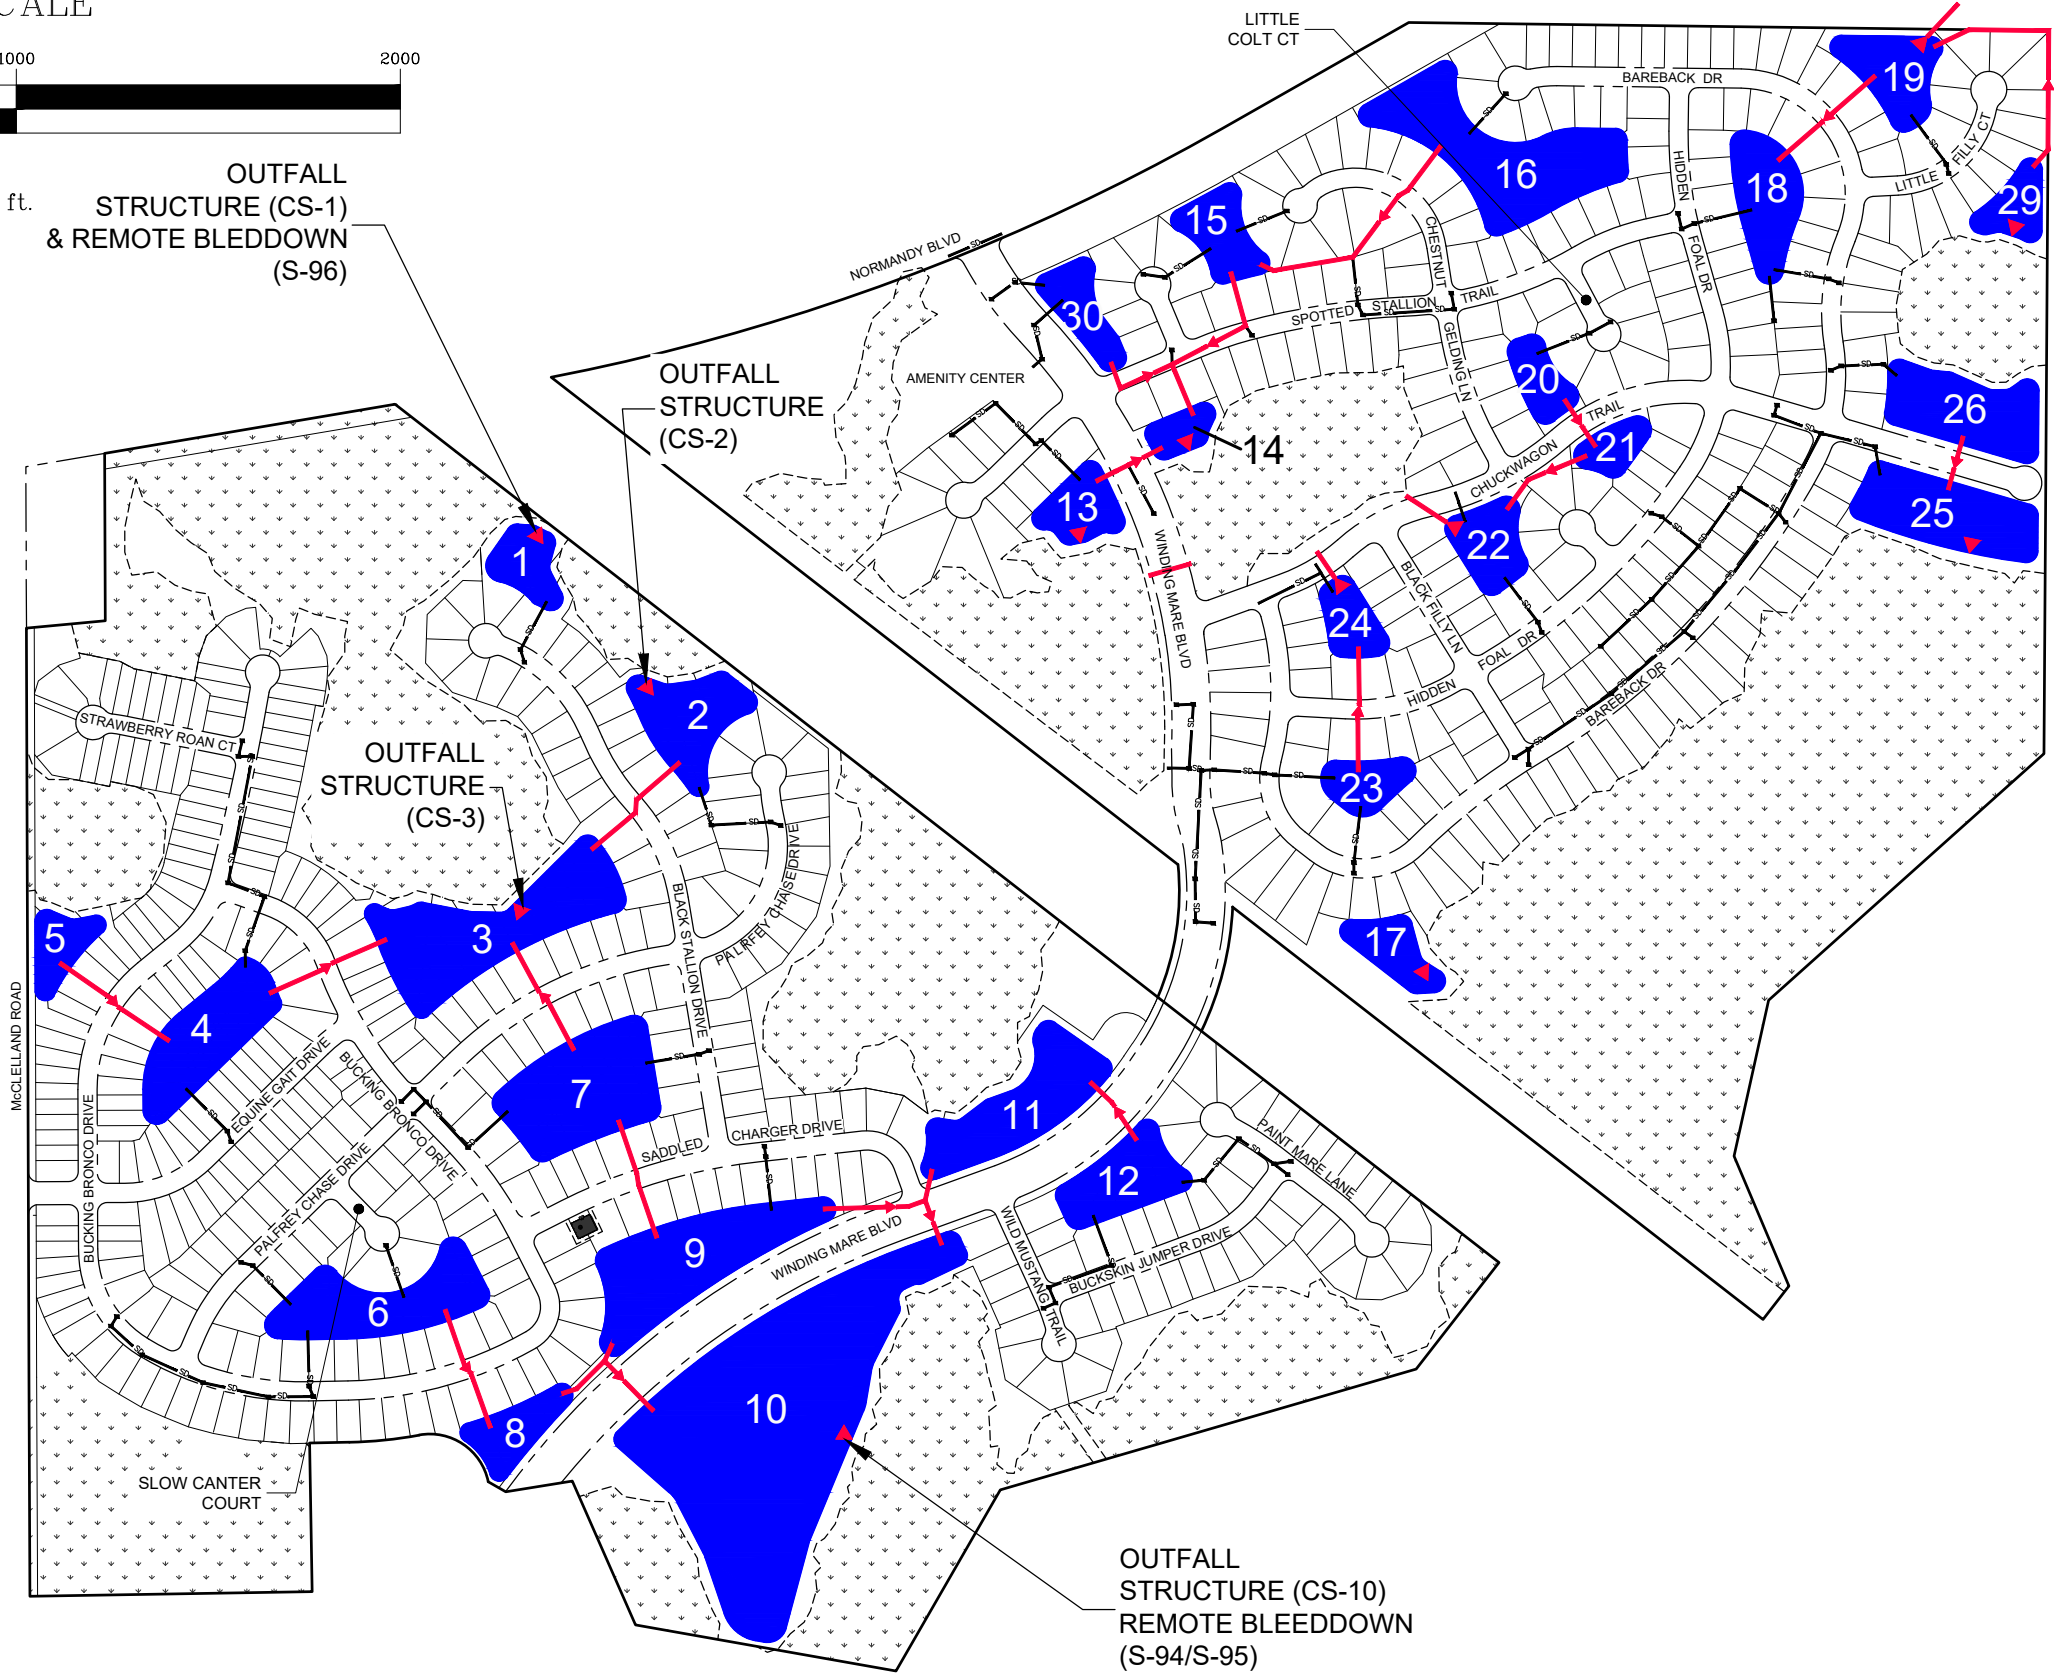 CALE
1000
2000
ft.
OUTFALL
STRUCTURE (CS-1)
& REMOTE BLEDDOWN
(S-96)
OUTFALL
STRUCTURE
(CS-2)
OUTFALL
STRUCTURE
(CS-3)
LITTLE
COLT CT
NORMANDY BLVD
AMENITY CENTER
BAREBACK DR
HIDDEN
FOAL DR
LITTLE
FILLY CT
CHESTNUT
SPOTTED
STALLION
TRAIL
GELDING LN
CHUCKWAGON
TRAIL
WINDING MARE BLVD
BLACK FILLY LN
HIDDEN
FOAL DR
BAREBACK DR
19
16
18
15
29
30
20
26
14
21
13
25
22
24
23
17
1
2
3
5
4
7
11
12
9
6
10
8
STRAWBERRY ROAN CT
BLACK STALLION DRIVE
PALRFEY CHASE DRIVE
McCLELLAND ROAD
BUCKING BRONCO DRIVE
EQUINE GAIT DRIVE
BUCKING BRONCO DRIVE
PALFREY CHASE DRIVE
SADDLED
CHARGER DRIVE
WINDING MARE BLVD
PAINT MARE LANE
WILD MUSTANG TRAIL
BUCKSKIN JUMPER DRIVE
SLOW CANTER
COURT
OUTFALL
STRUCTURE (CS-10)
REMOTE BLEEDDOWN
(S-94/S-95)